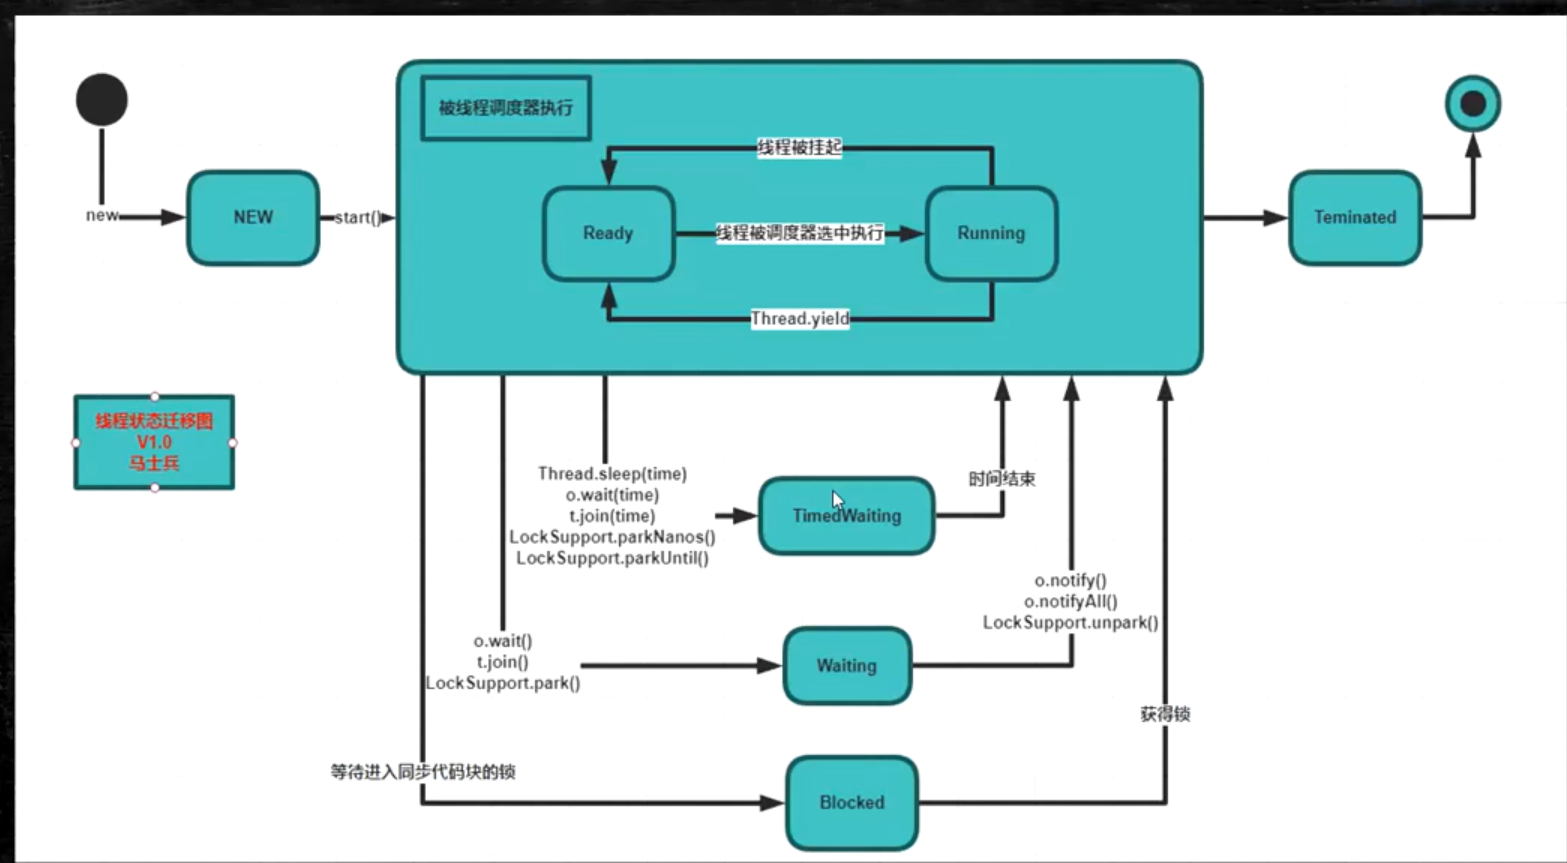 被线程调度器执行
线程被挂起
new
NEW
start()
Ready
线程被调度器选中执行
Running
Teminated
Thread.yield
线程状态迁移图
V1.0
马士兵
Thread.sleep(time)
o.wait(time)
t.join(time)
LockSupport.parkNanos()
LockSupport.parkUntil()
TimedWaiting
时间结束
o.notify()
o.notifyAll()
LockSupport.unpark()
o.wait()
t.join()
LockSupport.park()
Waiting
获得锁
等待进入同步代码块的锁
Blocked